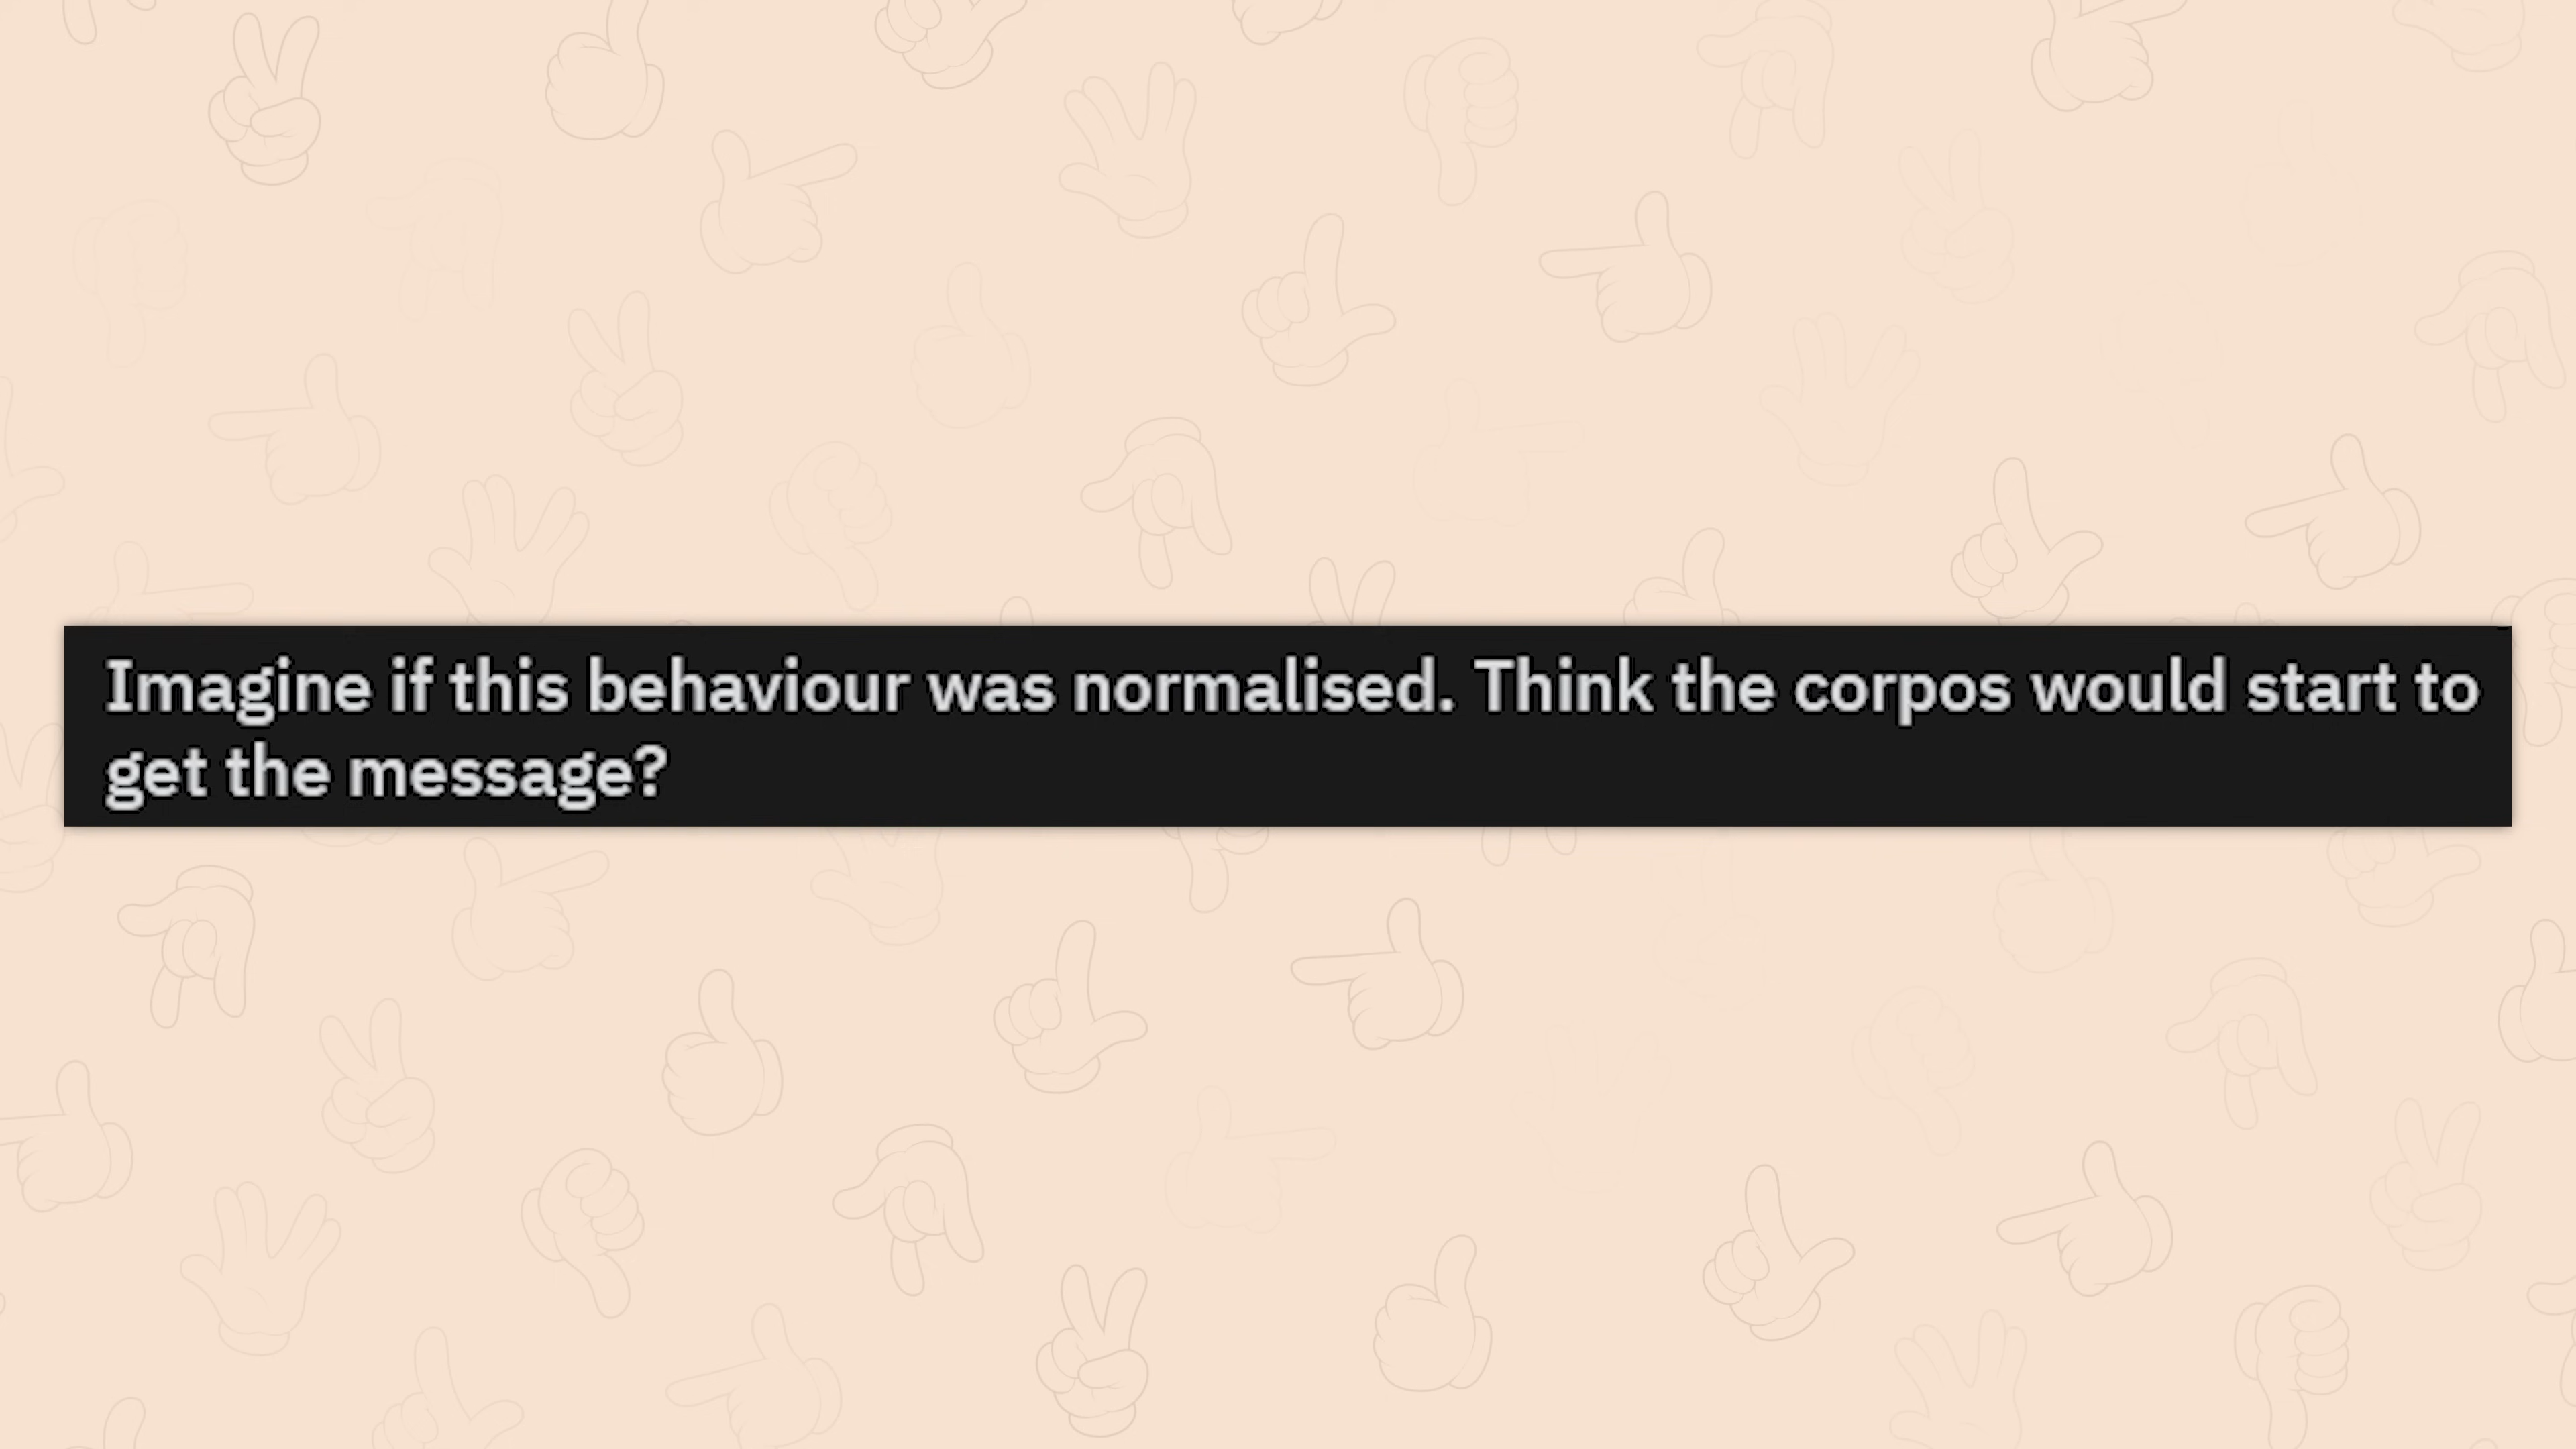 Imagine if this behaviour was normalised. Think the corpos would start to
get the message?